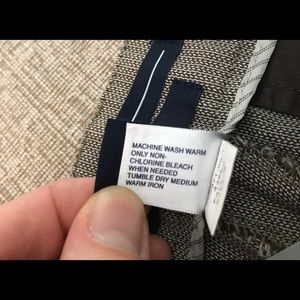 MACHINE WASH WARM
ONLY NON-
CHLORINE BLEACH
WHEN NEEDED
TUMBLE DRY MEDIUM
WARM IRON